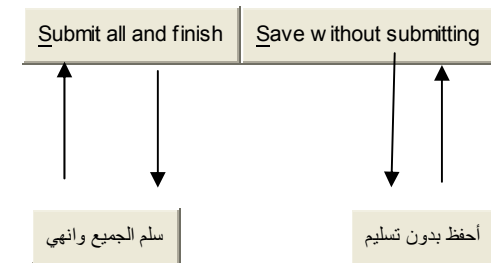 Submit all and finish
Save without submitting
سلم الجميع وانهي
أحفظ بدون تسليم